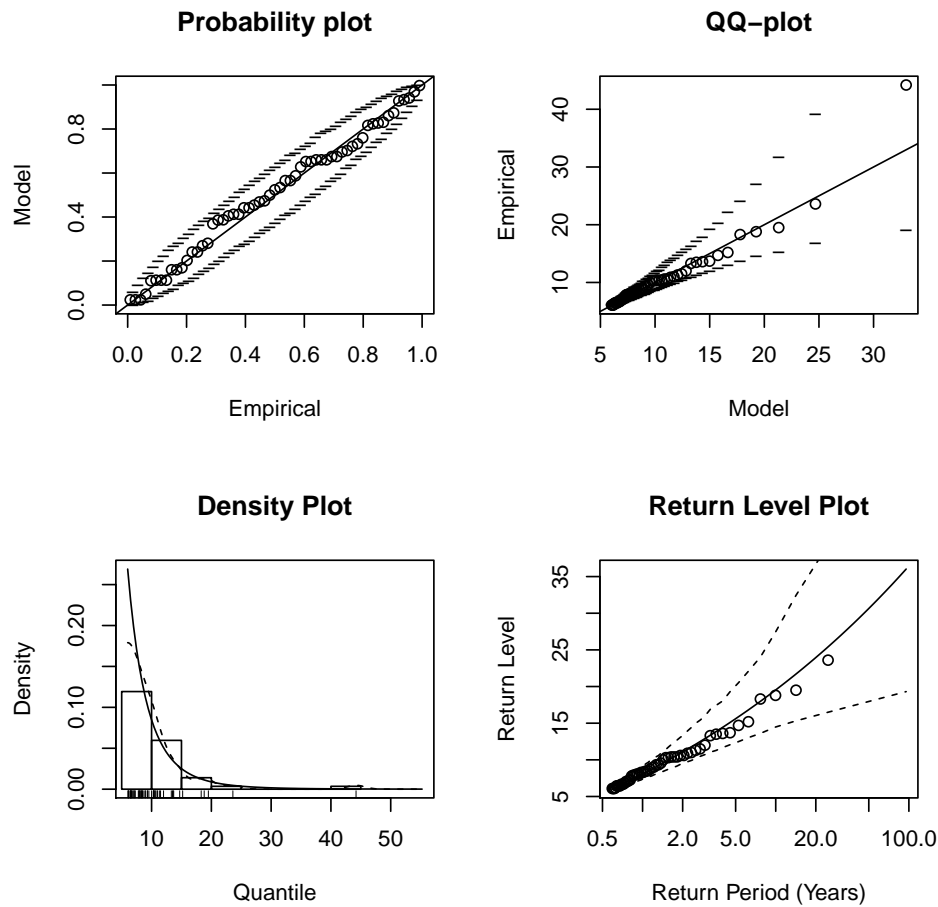 Probability plot
Model
0.0 0.4 0.8
0.0 0.2 0.4 0.6 0.8 1.0
Empirical
QQ−plot
Empirical
10 20 30 40
5 10 15 20 25 30
Model
Density Plot
Density
0.00 0.10 0.20
10 20 30 40 50
Quantile
Return Level Plot
Return Level
5 15 25 35
0.5 2.0 5.0 20.0 100.0
Return Period (Years)